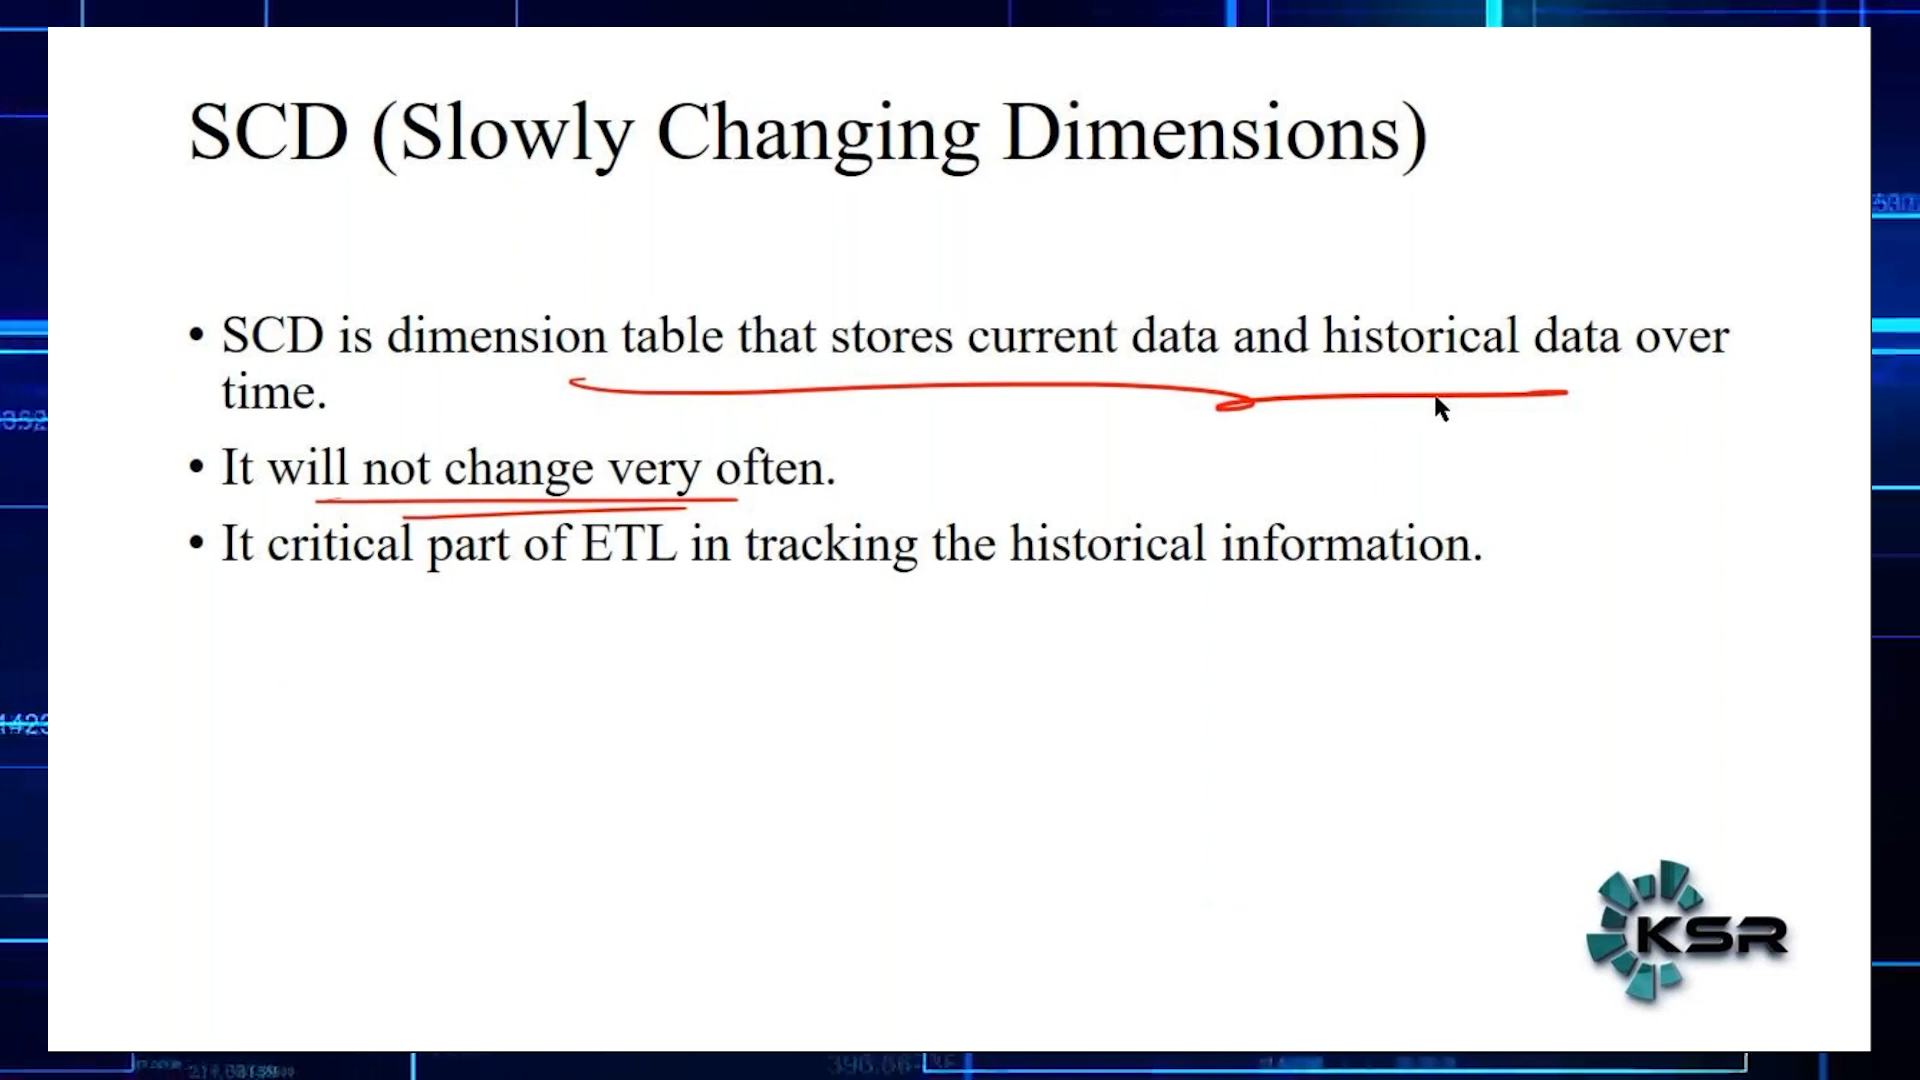 SCD (Slowly Changing Dimensions)
• SCD is dimension table that stores current data and historical data over
time.
• It will not change very often.
• It critical part of ETL in tracking the historical information.
KSR